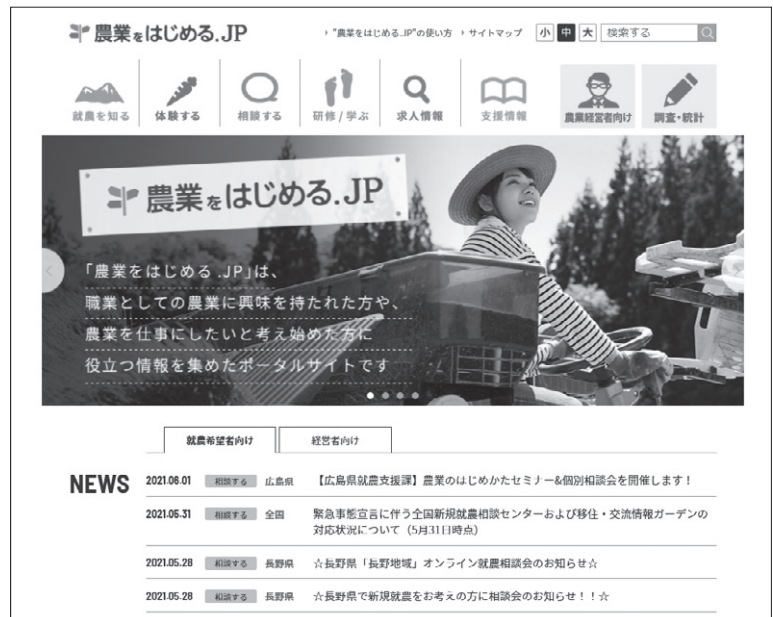 農業をはじめる.JP
"農業をはじめる.JP"の使い方
サイトマップ
小 中 大
検索する
就農を知る
体験する
相談する
研修/学ぶ
求人情報
支援情報
農業経営者向け
調査・統計
農業をはじめる.JP
「農業をはじめる.JP」は、
職業としての農業に興味を持たれた方や、
農業を仕事にしたいと考え始めた方に
役立つ情報を集めたポータルサイトです
就農希望者向け
経営者向け
NEWS
2021.06.01 相談する 広島県 【広島県就農支援課】農業のはじめかたセミナー&個別相談会を開催します!
2021.05.31 相談する 全国 緊急事態宣言に伴う全国新規就農相談センターおよび移住・交流情報ガーデンの
対応状況について(5月31日時点)
2021.05.28 相談する 長野県 ☆長野県「長野地域」オンライン就農相談会のお知らせ☆
2021.05.28 相談する 長野県 ☆長野県で新規就農をお考えの方に相談会のお知らせ!!☆